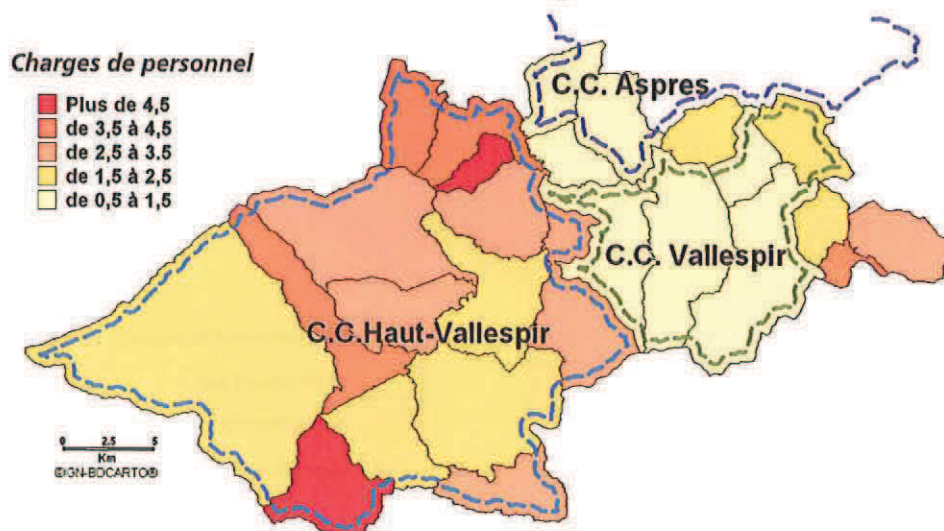 Charges de personnel
Plus de 4,5
de 3,5 à 4,5
de 2,5 à 3.5
de 1,5 à 2,5
de 0,5 à 1,5
C.C. Aspres
C.C. Vallespir
C.C.Haut-Vallespir
0 2.5 5
Km
©IGN-BDCARTO®